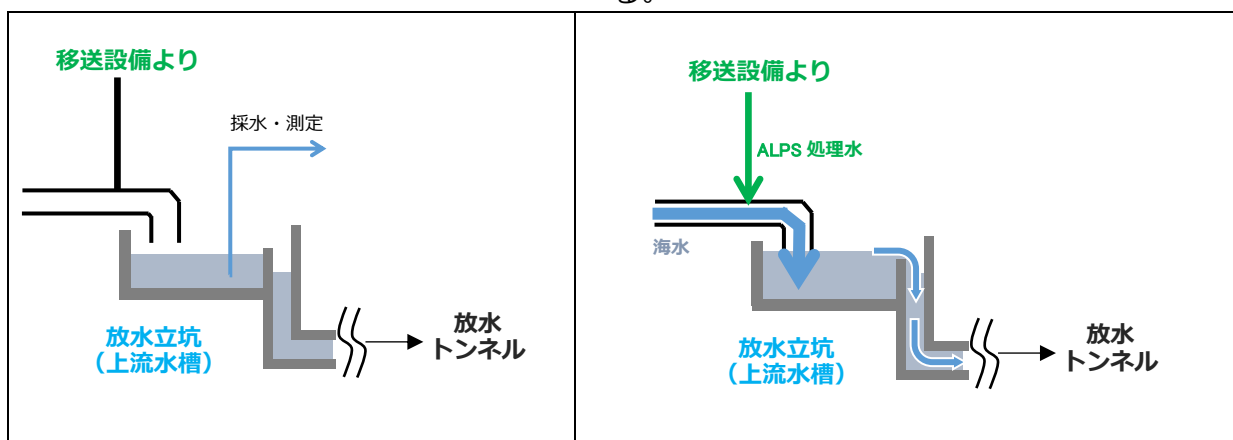 る。
移送設備より
採水・測定
放水立坑
（上流水槽）
放水
トンネル
移送設備より
ALPS 処理水
海水
放水立坑
（上流水槽）
放水
トンネル